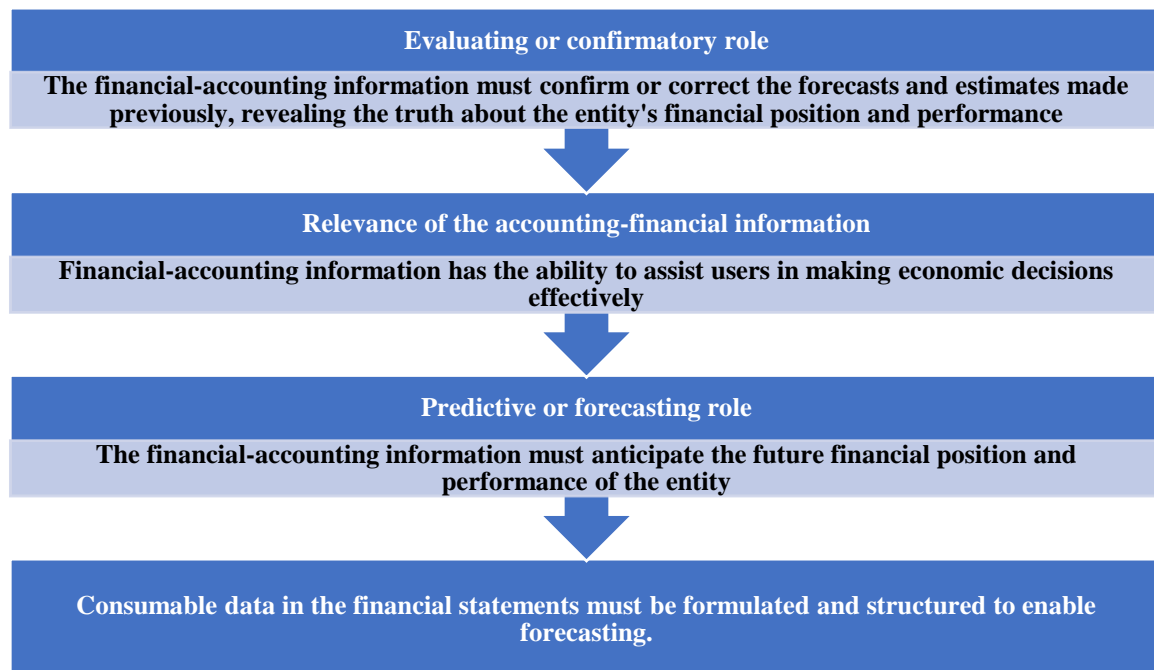 Evaluating or confirmatory role
The financial-accounting information must confirm or correct the forecasts and estimates made
previously, revealing the truth about the entity's financial position and performance
Relevance of the accounting-financial information
Financial-accounting information has the ability to assist users in making economic decisions
effectively
Predictive or forecasting role
The financial-accounting information must anticipate the future financial position and
performance of the entity
Consumable data in the financial statements must be formulated and structured to enable
forecasting.